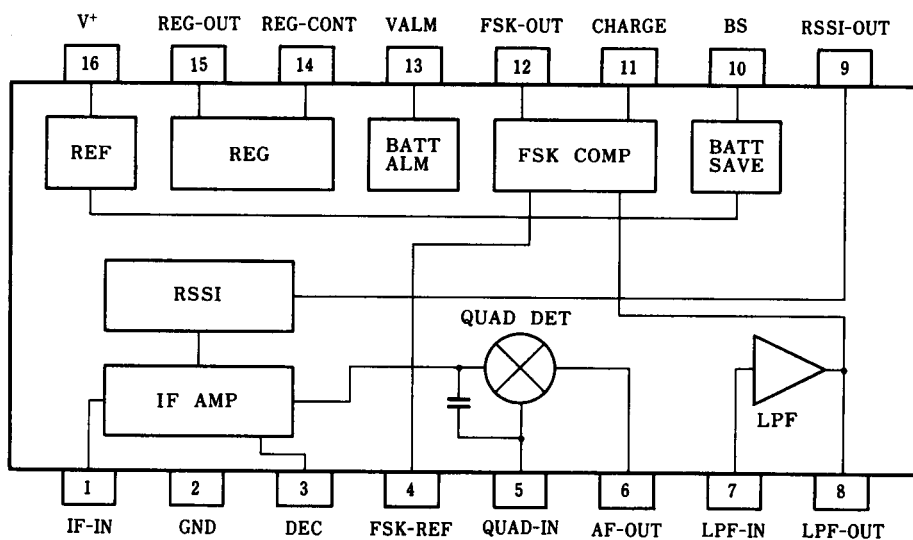 V+ REG-OUT REG-CONT VALM FSK-OUT CHARGE BS RSSI-OUT
16 15 14 13 12 11 10 9
REF REG BATT ALM FSK COMP BATT SAVE
RSSI
QUAD DET
IF AMP
LPF
1 2 3 4 5 6 7 8
IF-IN GND DEC FSK-REF QUAD-IN AF-OUT LPF-IN LPF-OUT